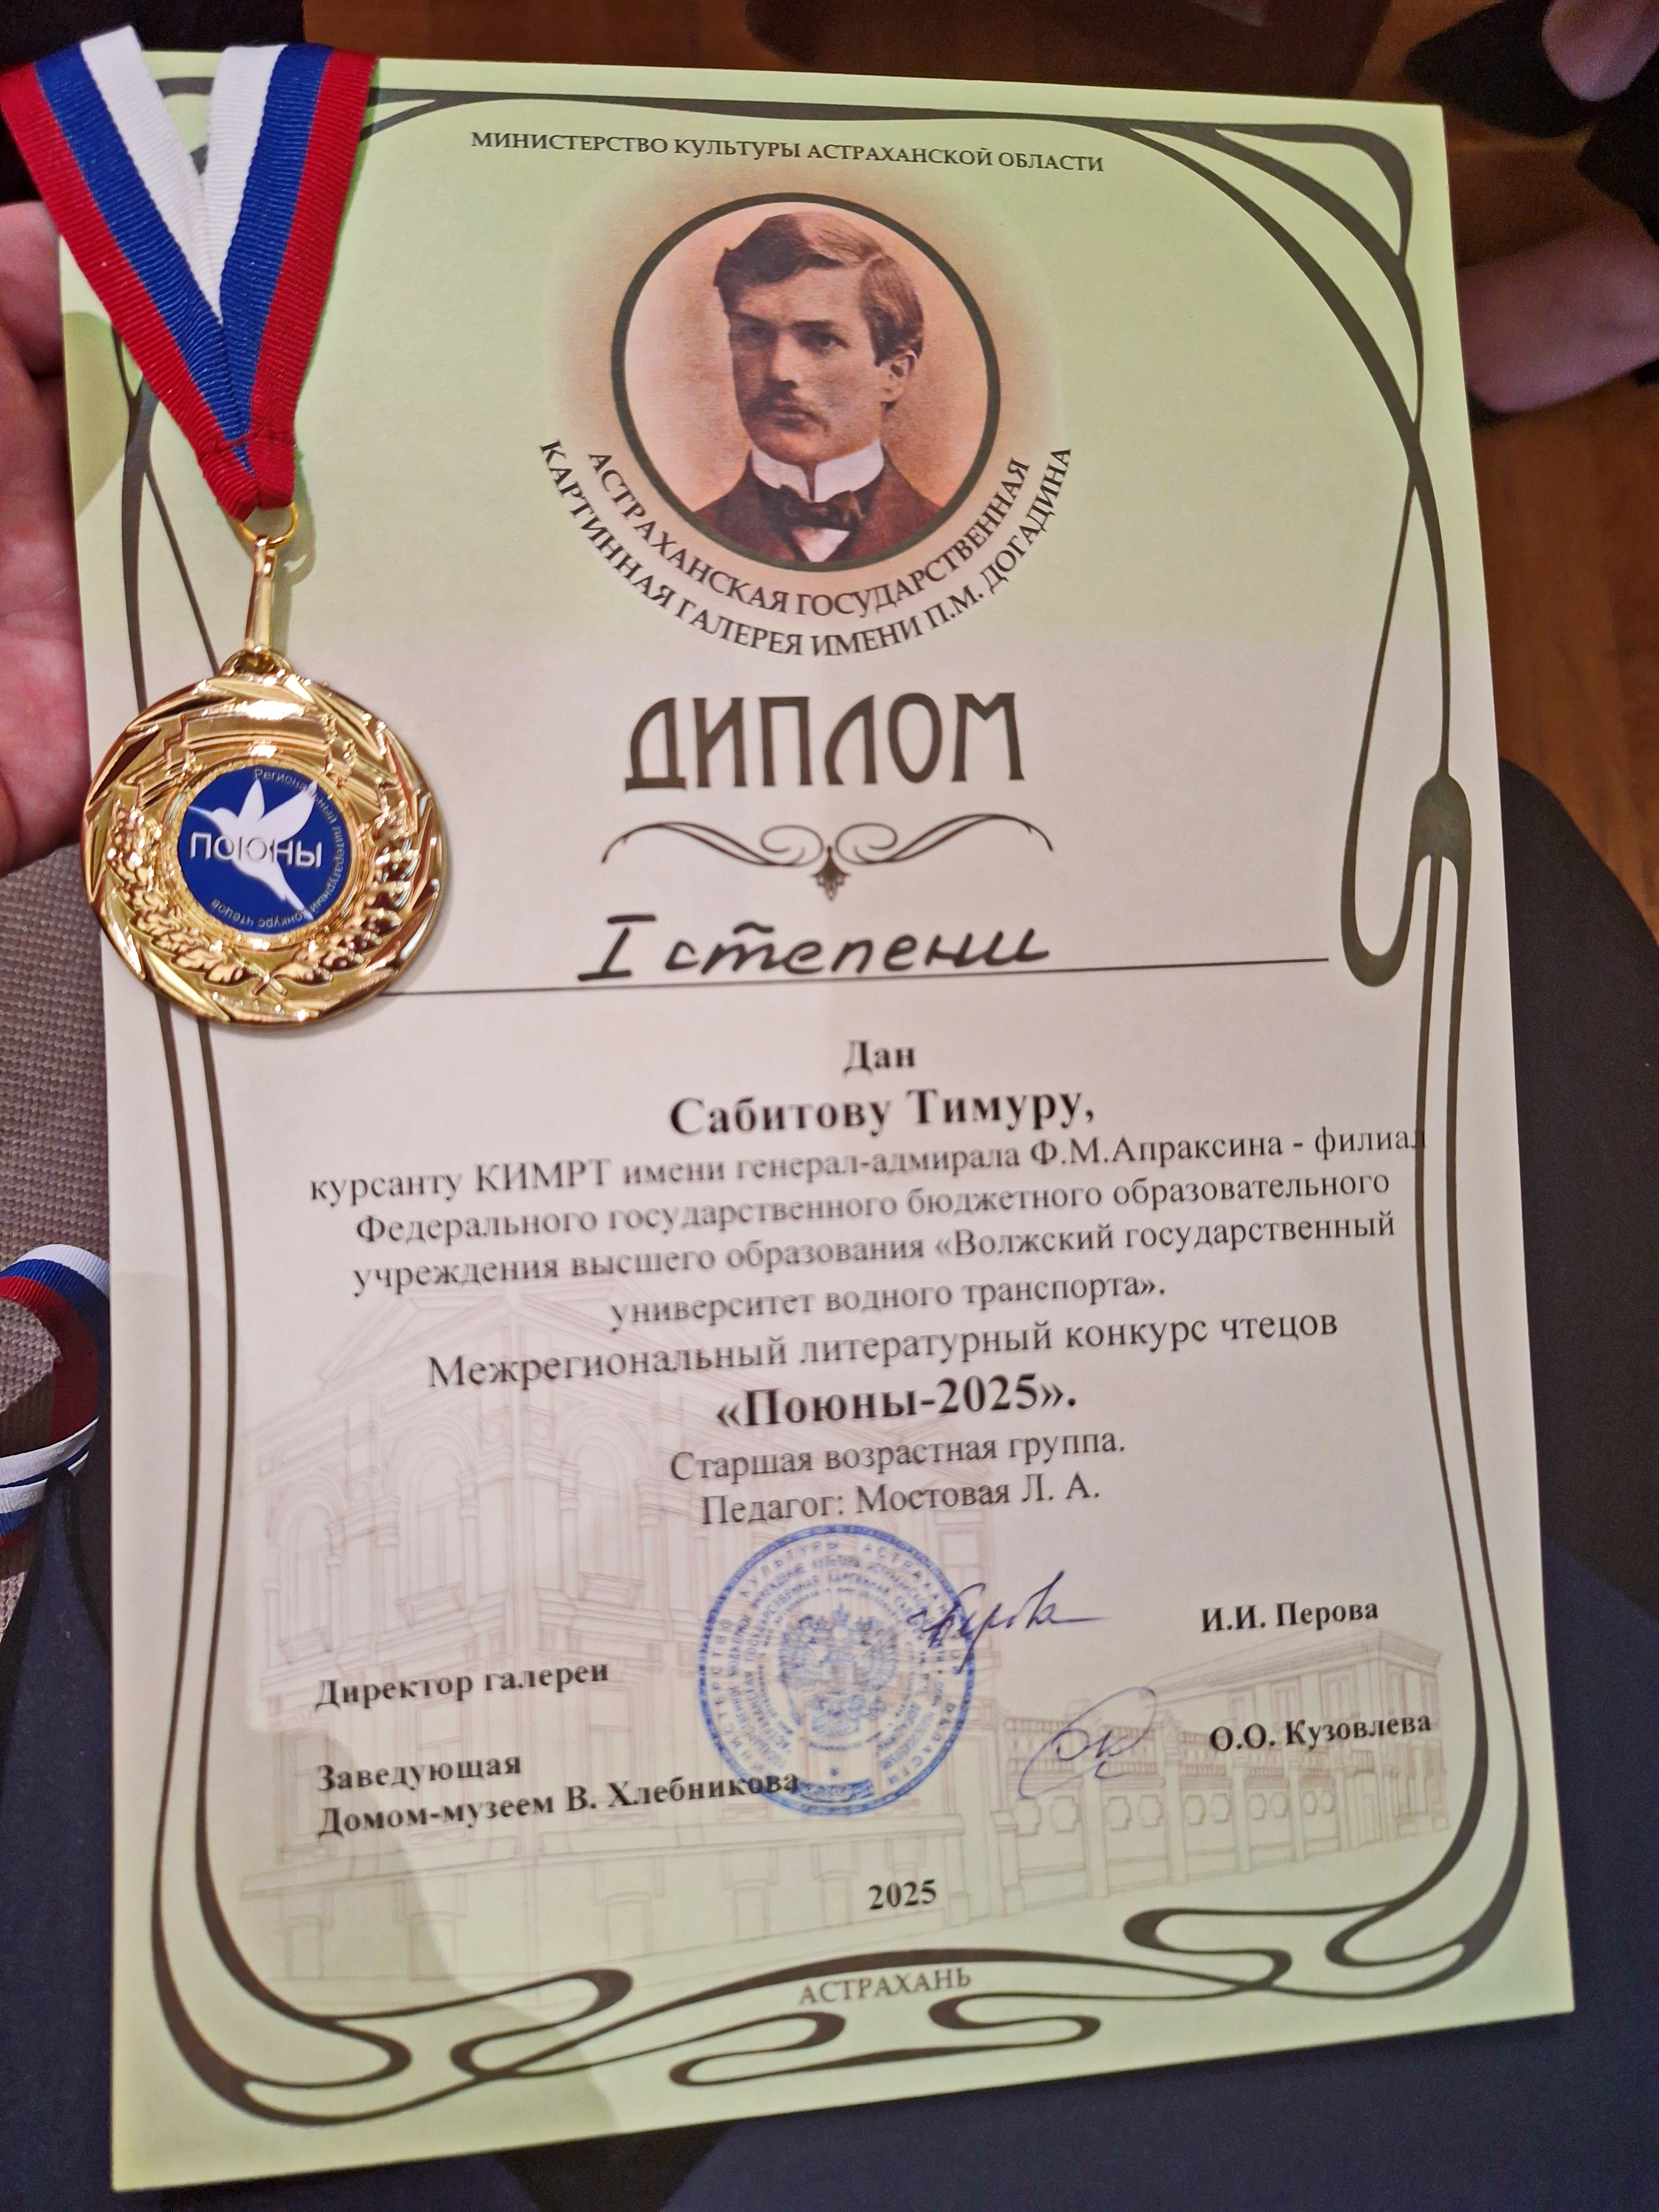 МИНИСТЕРСТВО КУЛЬТУРЫ АСТРАХАНСКОЙ ОБЛАСТИ
АСТРАХАНСКАЯ ГОСУДАРСТВЕННАЯ
КАРТИННАЯ ГАЛЕРЕЯ ИМЕНИ П.М. ДОГАДИНА
ДИПЛОМ
Региональный литературный конкурс чтецов
ПОЮНЫ
I степени
Дан
Сабитову Тимуру,
курсанту КИМРТ имени генерал-адмирала Ф.М.Апраксина - филиал
Федерального государственного бюджетного образовательного
учреждения высшего образования «Волжский государственный
университет водного транспорта».
Межрегиональный литературный конкурс чтецов
«Поюны-2025».
Старшая возрастная группа.
Педагог: Мостовая Л. А.
Директор галереи
И.И. Перова
Заведующая
Домом-музеем В. Хлебникова
О.О. Кузовлева
2025
АСТРАХАНЬ